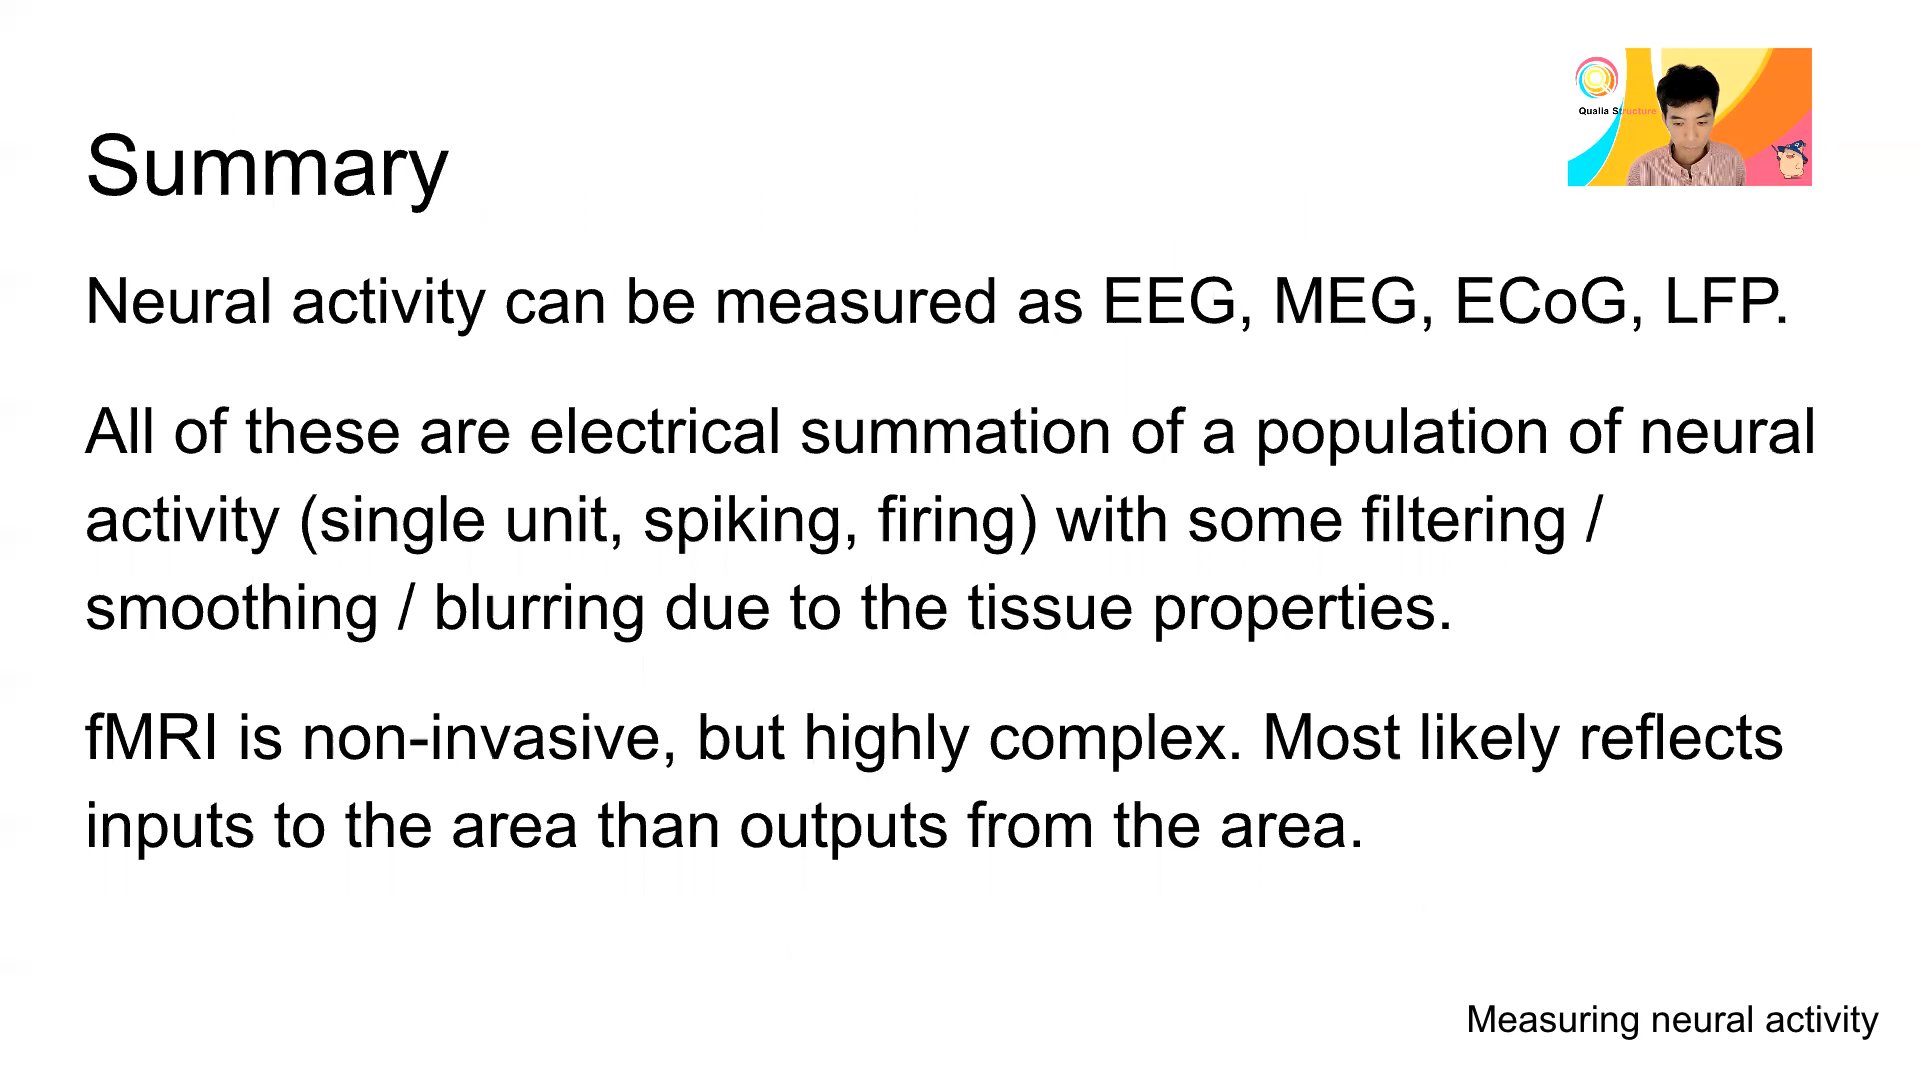 Qualia Structure
Summary
Neural activity can be measured as EEG, MEG, ECoG, LFP.
All of these are electrical summation of a population of neural
activity (single unit, spiking, firing) with some filtering /
smoothing / blurring due to the tissue properties.
fMRI is non-invasive, but highly complex. Most likely reflects
inputs to the area than outputs from the area.
Measuring neural activity